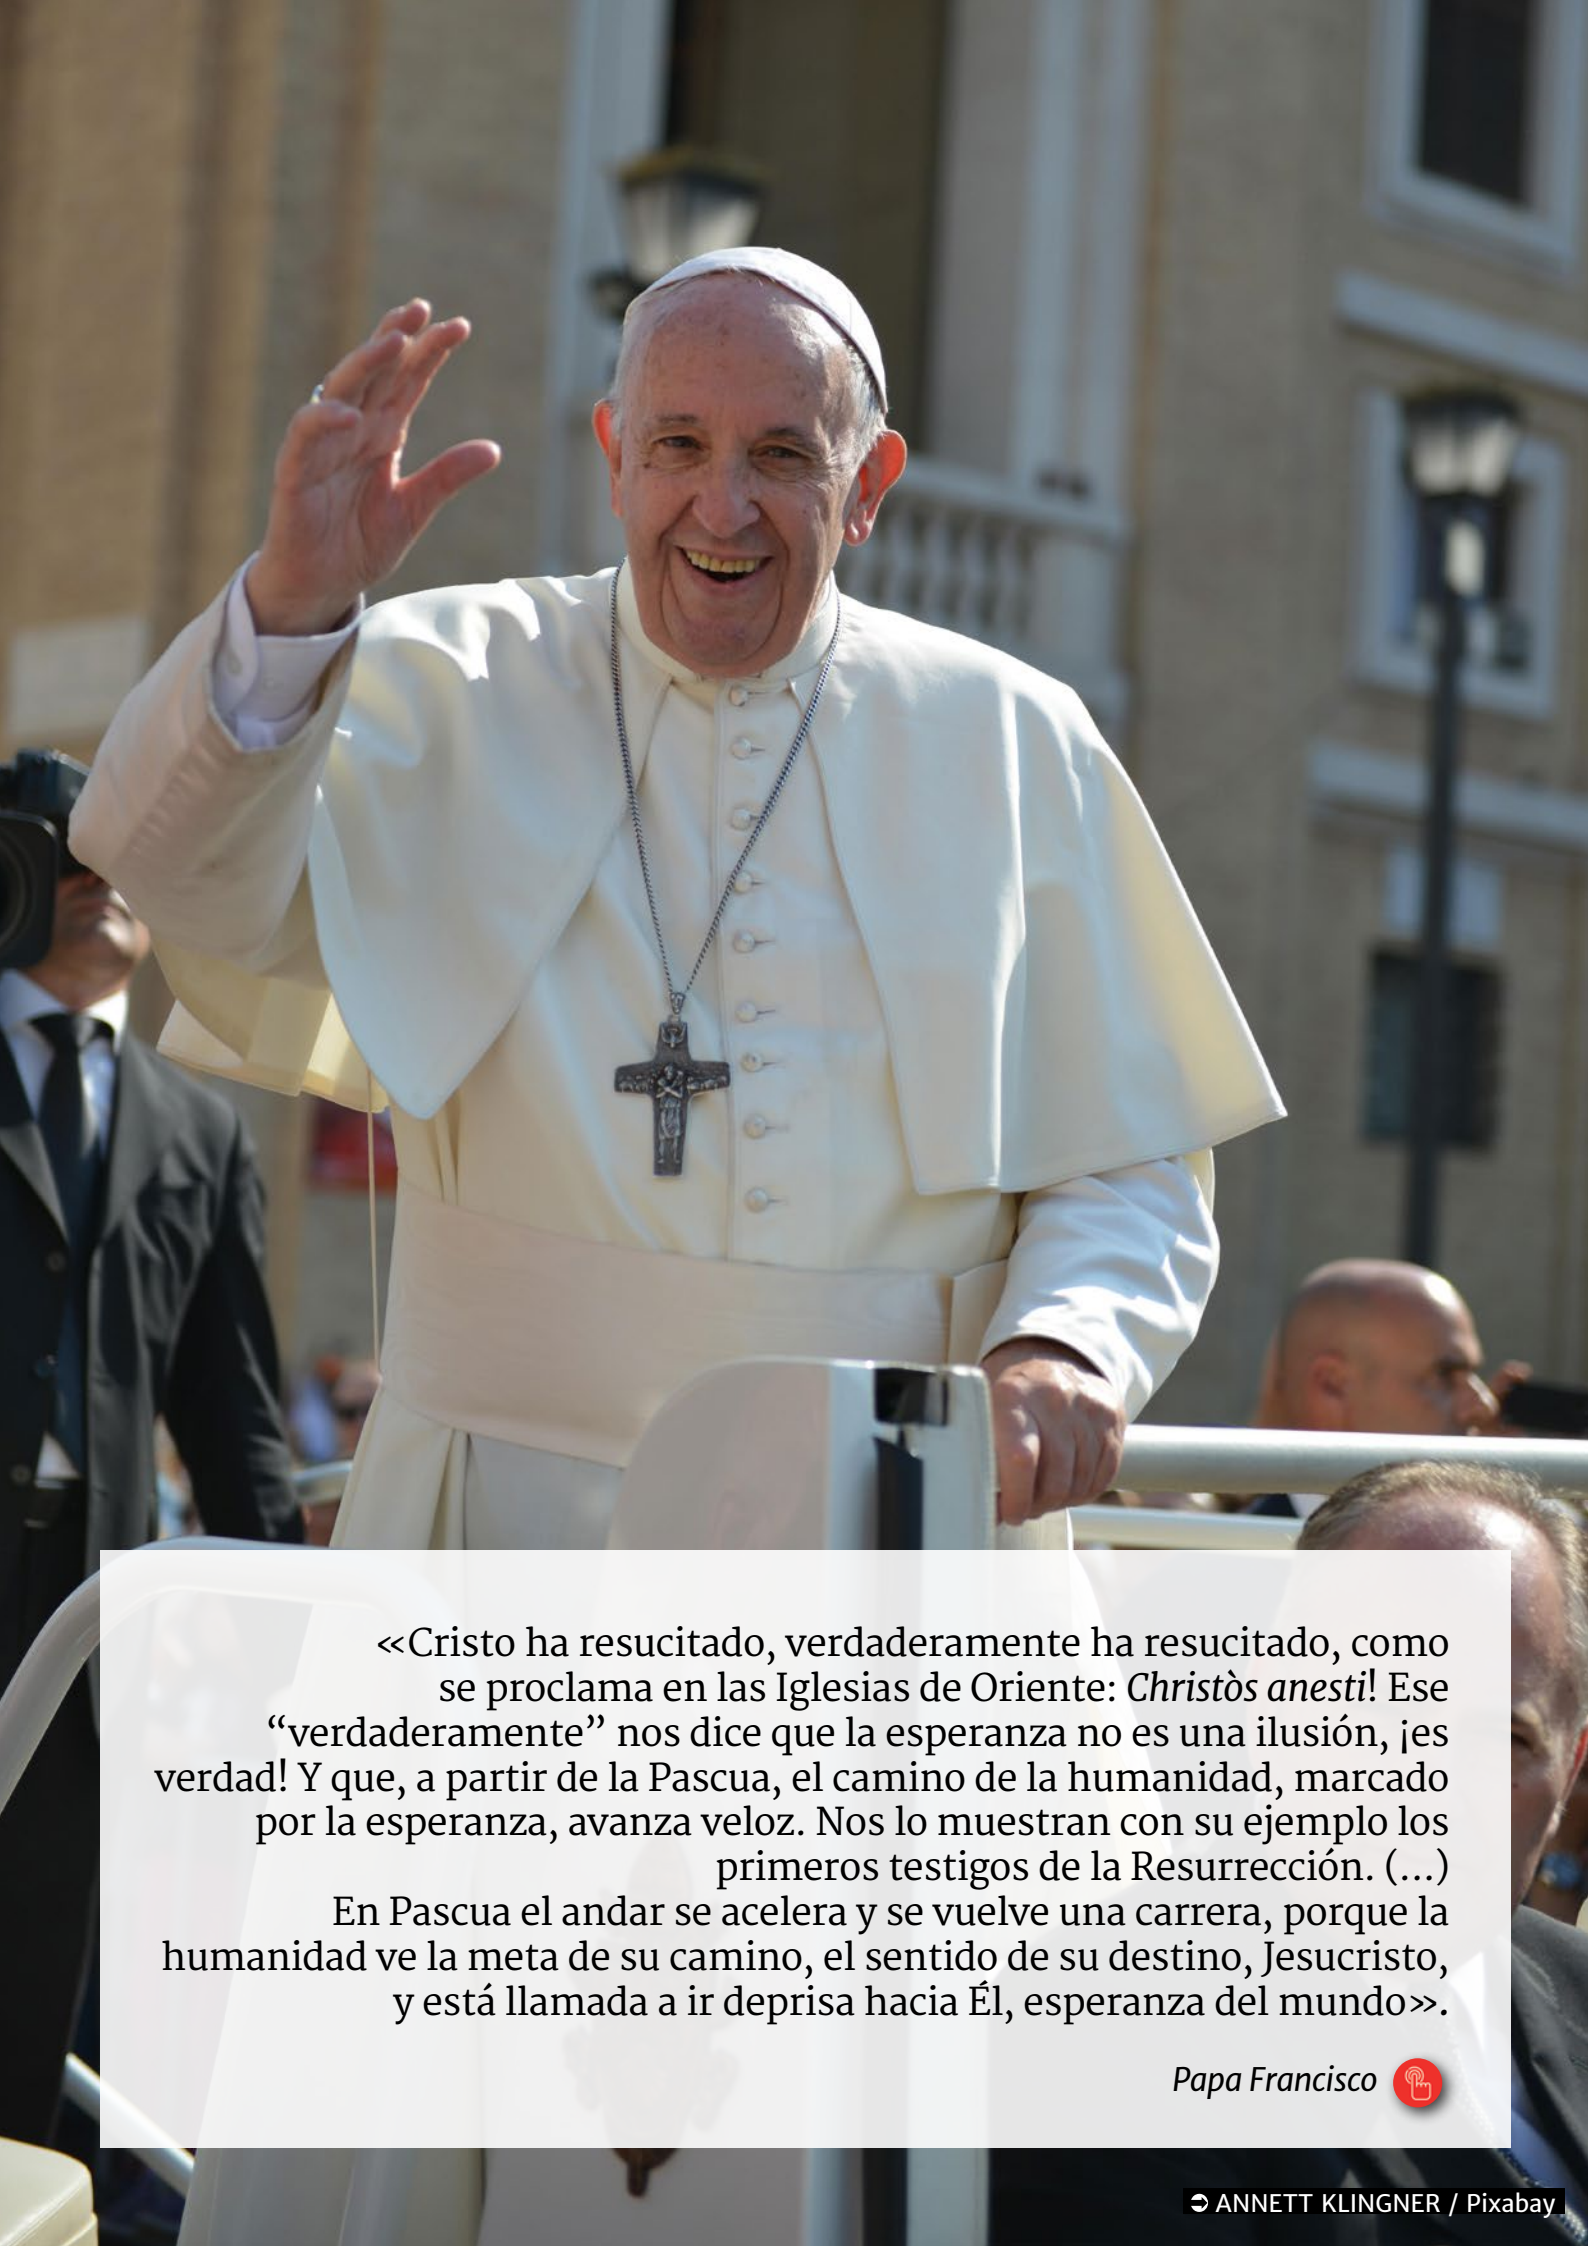 «Cristo ha resucitado, verdaderamente ha resucitado, como
se proclama en las Iglesias de Oriente: Christòs anesti! Ese
“verdaderamente” nos dice que la esperanza no es una ilusión, ¡es
verdad! Y que, a partir de la Pascua, el camino de la humanidad, marcado
por la esperanza, avanza veloz. Nos lo muestran con su ejemplo los
primeros testigos de la Resurrección. (...)
En Pascua el andar se acelera y se vuelve una carrera, porque la
humanidad ve la meta de su camino, el sentido de su destino, Jesucristo,
y está llamada a ir deprisa hacia Él, esperanza del mundo».
Papa Francisco
ANNETT KLINGNER / Pixabay